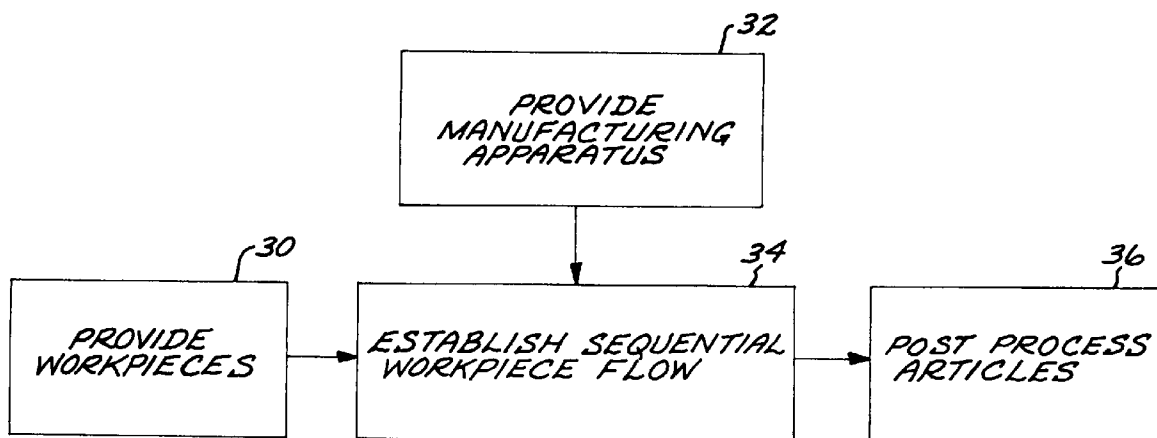 32
PROVIDE
MANUFACTURING
APPARATUS
30
PROVIDE
WORKPIECES
34
ESTABLISH SEQUENTIAL
WORKPIECE FLOW
36
POST PROCESS
ARTICLES